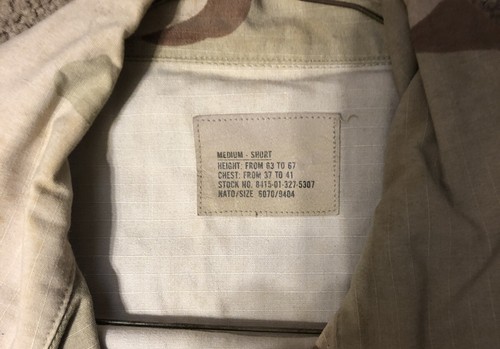 MEDIUM - SHORT
HEIGHT: FROM 63 TO 67
CHEST: FROM 37 TO 41
STOCK NO. 8415-01-327-5307
NATO/SIZE 6070/9404